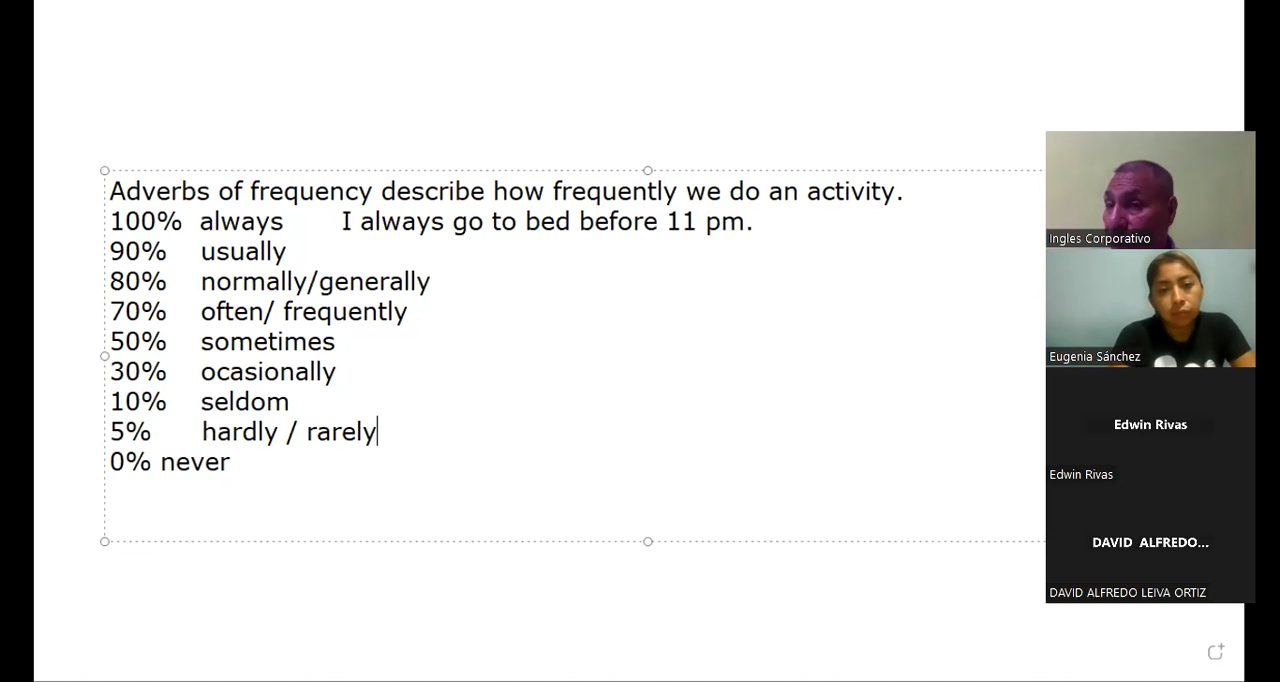 Adverbs of frequency describe how frequently we do an activity.
100% always I always go to bed before 11 pm.
90% usually
80% normally/generally
70% often/ frequently
50% sometimes
30% ocasionally
10% seldom
5% hardly / rarely
0% never
Ingles Corporativo
Eugenia Sánchez
Edwin Rivas
Edwin Rivas
DAVID ALFREDO...
DAVID ALFREDO LEIVA ORTIZ